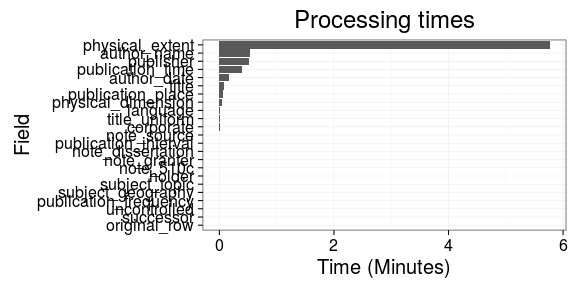 Processing times
physical_extent
author_name
publisher
publication_time
author_date
title
publication_place
physical_dimension
language
title_uniform
corporate
note_source
publication_interval
note_dissertation
note_granter
note_510c
holder
subject_topic
subject_geography
publication_frequency
uncontrolled
successor
original_row
Field
0 2 4 6
Time (Minutes)